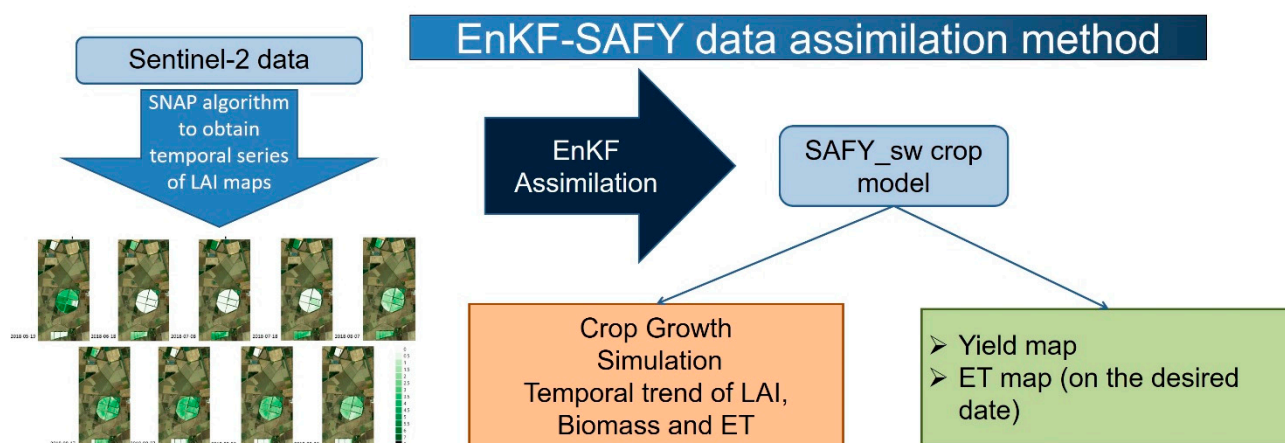 EnKF-SAFY data assimilation method
Sentinel-2 data
SNAP algorithm
to obtain
temporal series
of LAI maps
EnKF
Assimilation
SAFY_sw crop
model
Crop Growth
Simulation
Temporal trend of LAI,
Biomass and ET
➢ Yield map
➢ ET map (on the desired
date)